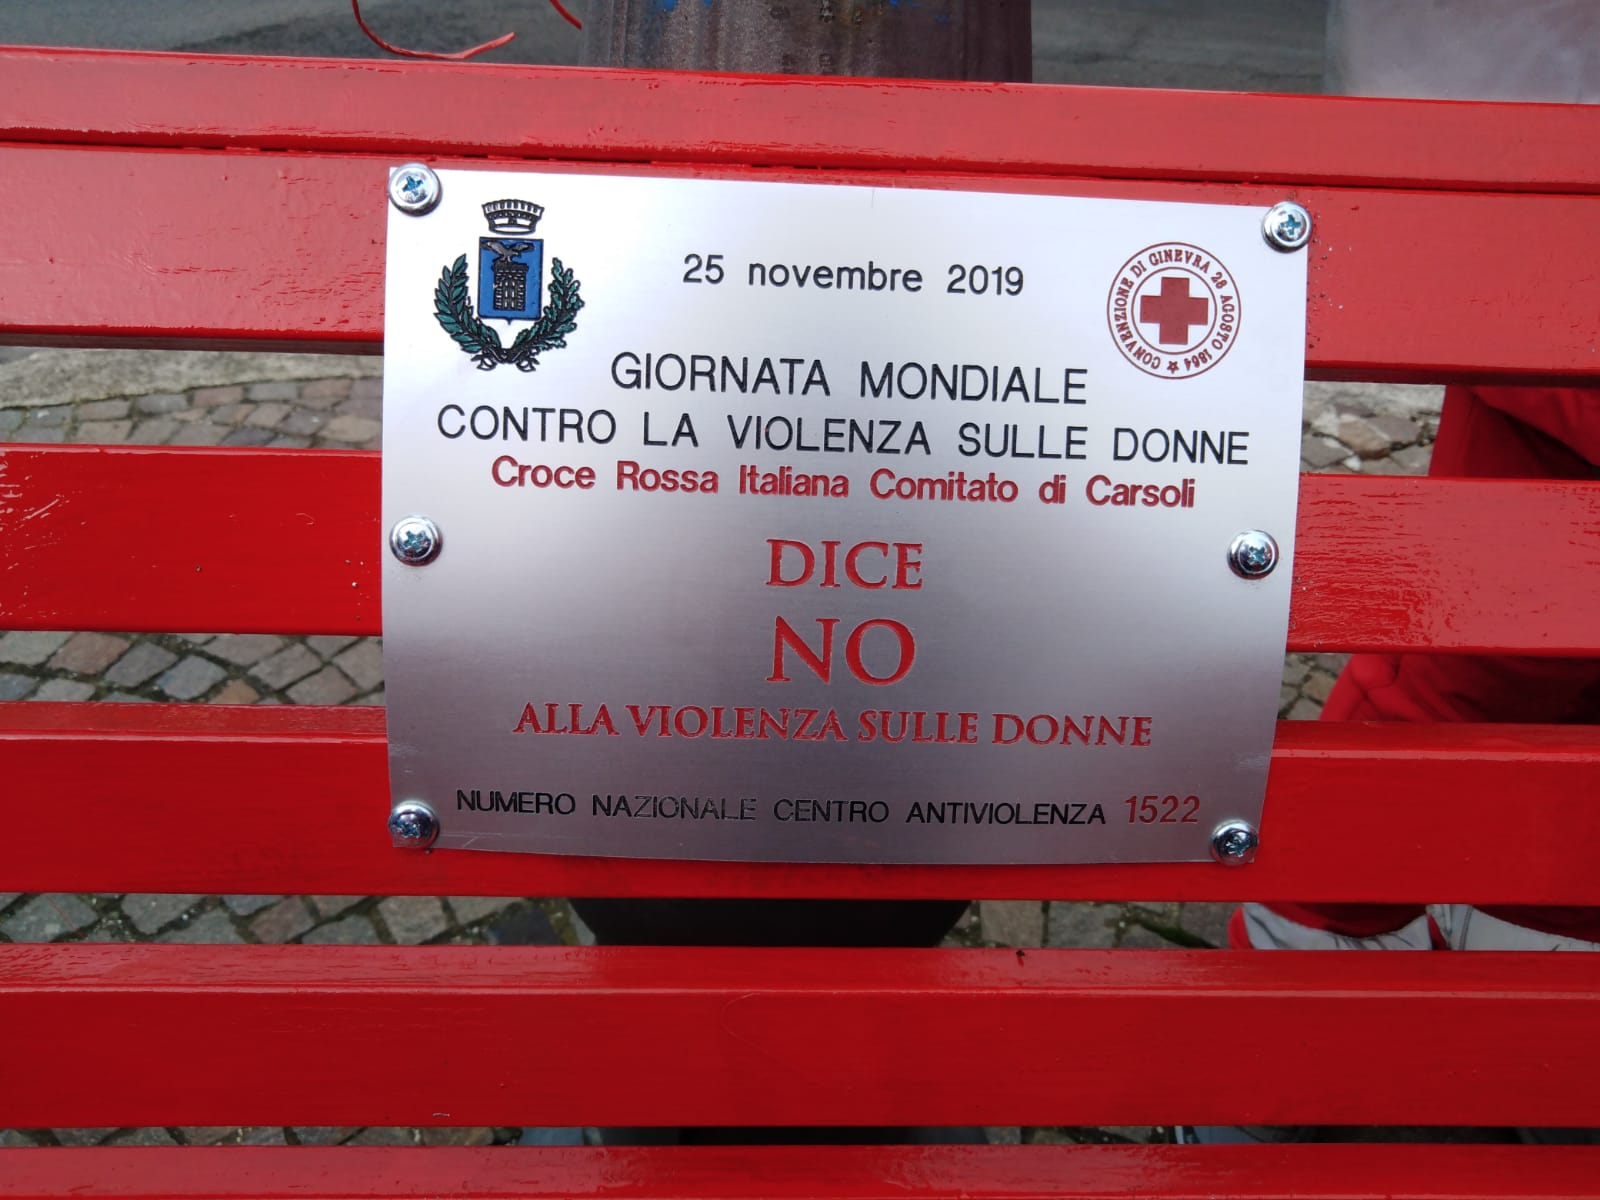 25 novembre 2019
CONVENZIONE DI GINEVRA 28 AGOSTO 1864
GIORNATA MONDIALE
CONTRO LA VIOLENZA SULLE DONNE
Croce Rossa Italiana Comitato di Carsoli
DICE
NO
ALLA VIOLENZA SULLE DONNE
NUMERO NAZIONALE CENTRO ANTIVIOLENZA 1522